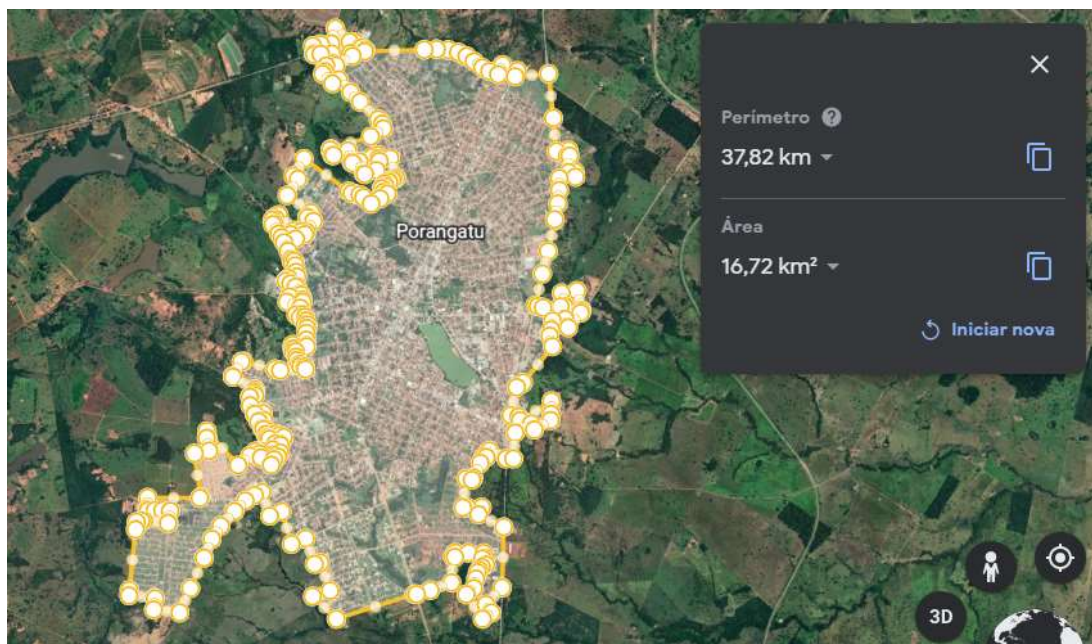 Perímetro
37,82 km
Área
16,72 km²
Iniciar nova
Porangatu
3D